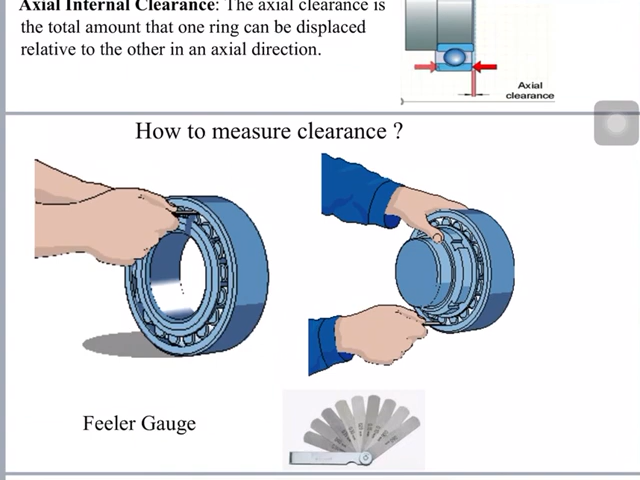 Axial Internal Clearance: The axial clearance is
the total amount that one ring can be displaced
relative to the other in an axial direction.
Axial
clearance
How to measure clearance ?
Feeler Gauge